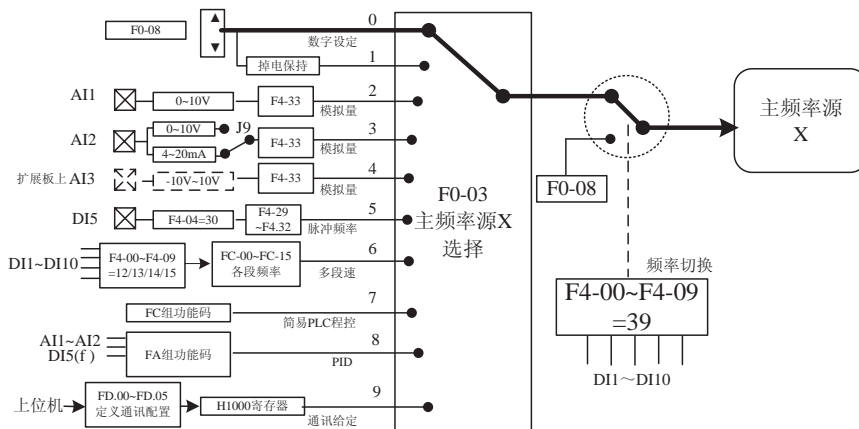 F0-08
0
数字设定
掉电保持
1
AI1
0~10V
F4-33
2
模拟量
AI2
0~10V
4~20mA
J9
F4-33
3
模拟量
扩展板上 AI3
-10V~10V
F4-33
4
模拟量
DI5
F4-04=30
F4-29
~F4.32
5
脉冲频率
DI1~DI10
F4-00~F4-09
=12/13/14/15
FC-00~FC-15
各段频率
6
多段速
FC组功能码
7
简易PLC程控
AI1~AI2
DI5(f )
FA组功能码
8
PID
上位机
FD.00~FD.05
定义通讯配置
H1000寄存器
9
通讯给定
F0-03
主频率源X
选择
F0-08
主频率源
X
频率切换
F4-00~F4-09
=39
DI1~DI10